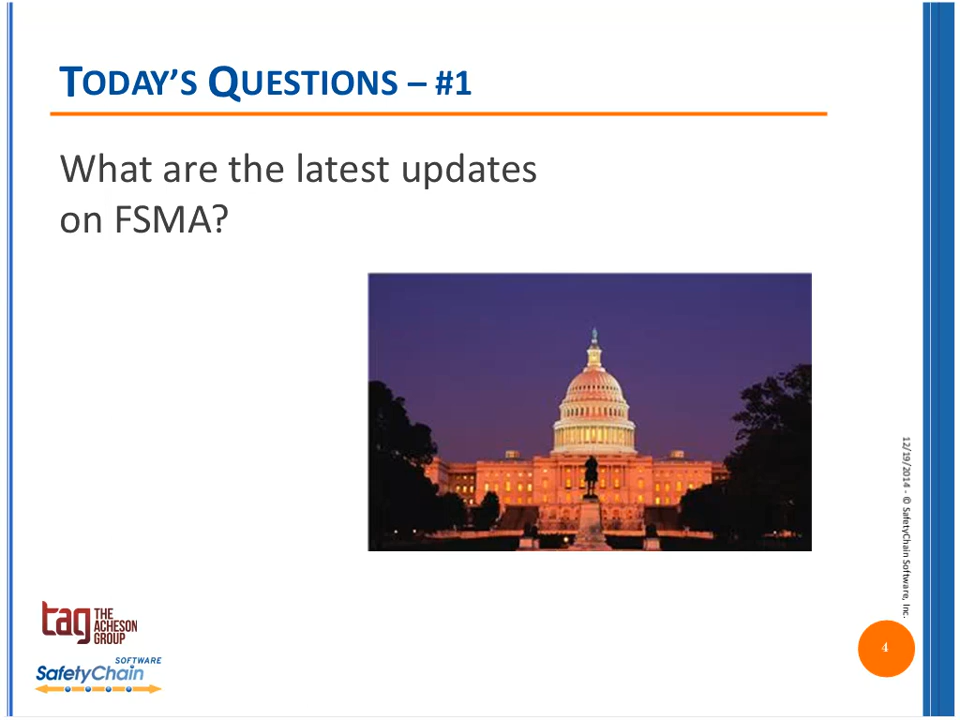 TODAY'S QUESTIONS – #1
What are the latest updates
on FSMA?
12/19/2014 - © SafetyChain Software, Inc.
tag THE
ACHESON
GROUP
SOFTWARE
SafetyChain
4